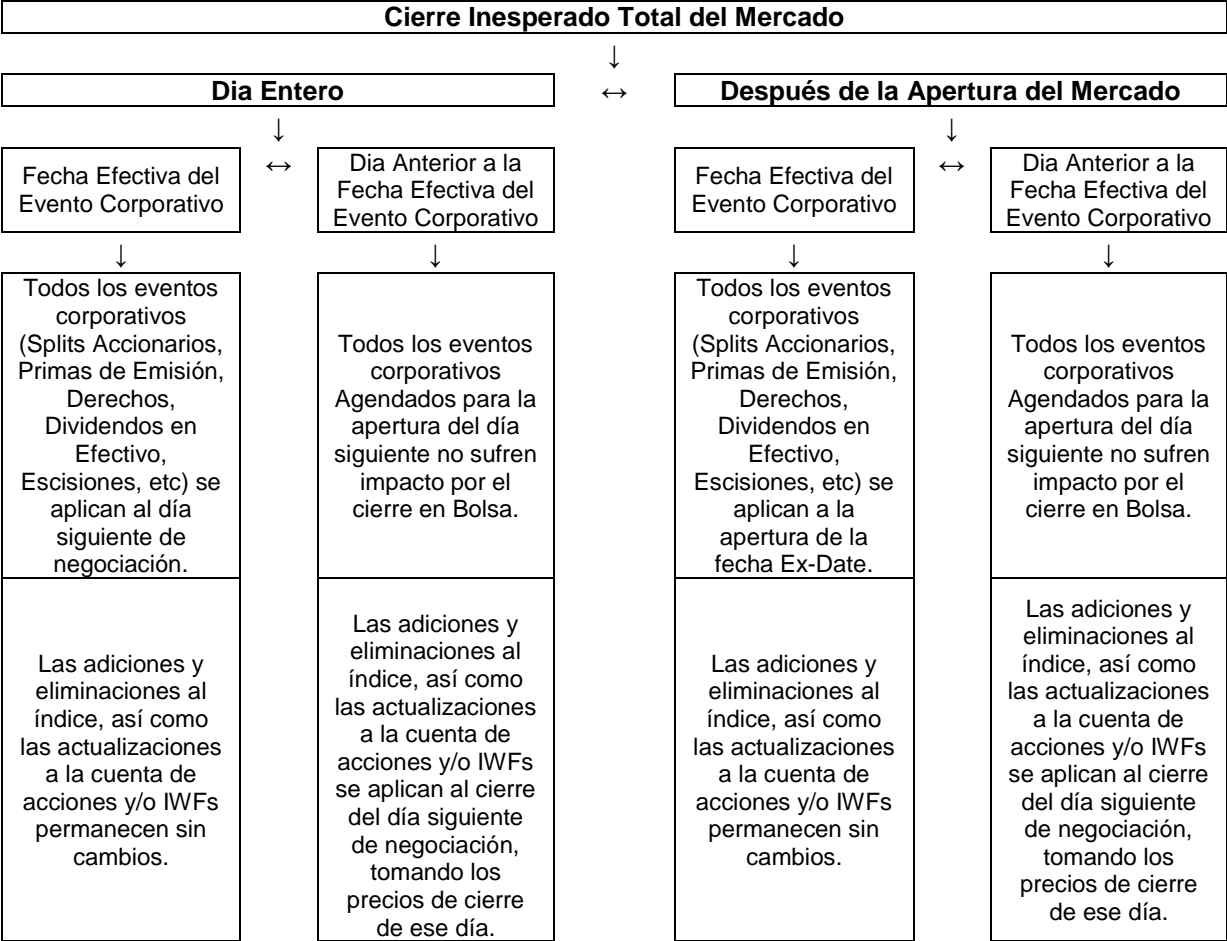 Cierre Inesperado Total del Mercado
↓
Dia Entero
↔
Después de la Apertura del Mercado
↓
↓
Fecha Efectiva del
Evento Corporativo
↔
Dia Anterior a la
Fecha Efectiva del
Evento Corporativo
Fecha Efectiva del
Evento Corporativo
↔
Dia Anterior a la
Fecha Efectiva del
Evento Corporativo
↓
↓
↓
↓
Todos los eventos
corporativos
(Splits Accionarios,
Primas de Emisión,
Derechos,
Dividendos en
Efectivo,
Escisiones, etc) se
aplican al día
siguiente de
negociación.
Todos los eventos
corporativos
Agendados para la
apertura del día
siguiente no sufren
impacto por el
cierre en Bolsa.
Todos los eventos
corporativos
(Splits Accionarios,
Primas de Emisión,
Derechos,
Dividendos en
Efectivo,
Escisiones, etc) se
aplican a la
apertura de la
fecha Ex-Date.
Todos los eventos
corporativos
Agendados para la
apertura del día
siguiente no sufren
impacto por el
cierre en Bolsa.
Las adiciones y
eliminaciones al
índice, así como
las actualizaciones
a la cuenta de
acciones y/o IWFs
permanecen sin
cambios.
Las adiciones y
eliminaciones al
índice, así como
las actualizaciones
a la cuenta de
acciones y/o IWFs
se aplican al cierre
del día siguiente
de negociación,
tomando los
precios de cierre
de ese día.
Las adiciones y
eliminaciones al
índice, así como
las actualizaciones
a la cuenta de
acciones y/o IWFs
permanecen sin
cambios.
Las adiciones y
eliminaciones al
índice, así como
las actualizaciones
a la cuenta de
acciones y/o IWFs
se aplican al cierre
del día siguiente
de negociación,
tomando los
precios de cierre
de ese día.